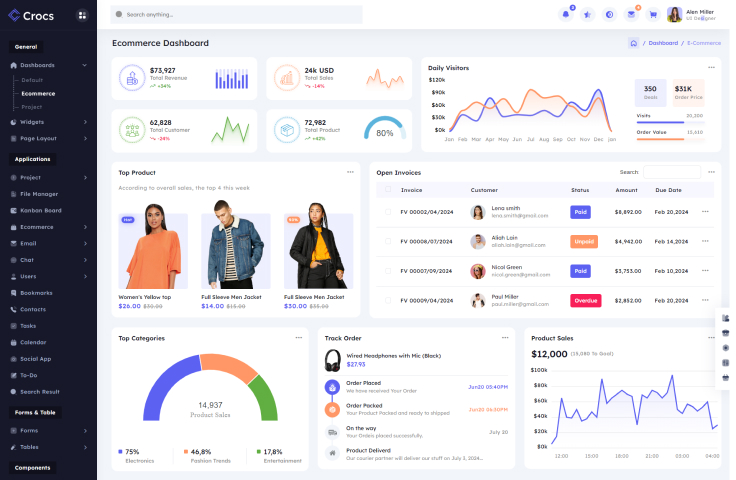 Crocs
Search anything...
Alen Miller
General
Dashboards
Default
Ecommerce
Project
Widgets
Page Layout
Applications
Project
File Manager
Kanban Board
Ecommerce
Email
Chat
Users
Bookmarks
Contacts
Tasks
Calendar
Social App
To-Do
Search Result
Forms & Table
Forms
Tables
Components
Ecommerce Dashboard
/ Dashboard / E-Commerce
$73,927
Total Revenue
+54%
24k USD
Total Sales
-14%
62,828
Total Customer
-24%
72,982
Total Product
+42%
80%
Daily Visitors
$120k
$90k
$60k
$30k
$0k
Jan Feb Mar Apr May Jun Jul Aug Sep Oct Nov Dec Jan
350
Deals
$31K
Order Price
Visits
20,200
Order Value
Top Product
According to overall sales, the top 4 this week
Women's Yellow top
$26.00 $30.00
Full Sleeve Men Jacket
$14.00 $15.00
Full Sleeve Men Jacket
$30.00 $35.00
Open Invoices
Search:
Invoice Customer Status Amount Due Date
FV 00002/04/2024 Lena smith Paid $8,892.00 Feb 20,2024
lena.smith@gmail.com
FV 00008/07/2024 Aliah Lain Unpaid $4,942.00 Feb 14,2024
aliah.lain@gmail.com
FV 00007/09/2024 Nicol Green Paid $3,753.00 Feb 10,2024
nicol.green@gmail.com
FV 00009/04/2024 Paul Miller Overdue $2,852.00 Feb 20,2024
paul.miller@gmail.com
Top Categories
14,937
Product Sales
75%
Electronics
46,8%
Fashion Trends
17,8%
Entertainment
Track Order
Wired Headphones with Mic (Black)
$27.93
Order Placed
We have received Your Order
Jun20 05:40PM
Order Packed
Your Product Packed and ready to shipped
Jun20 06:30PM
On the way
Your Orders placed successfully.
July 20
Product Deliverd
Our courier partner will deliver our stuff on July 2, 2024...
Product Sales
$12,000 (15,080 To Goal)
$100k
$80k
$60k
$40k
$20k
$0k
12:00 15:00 18:00 21:00 03:00 04:00